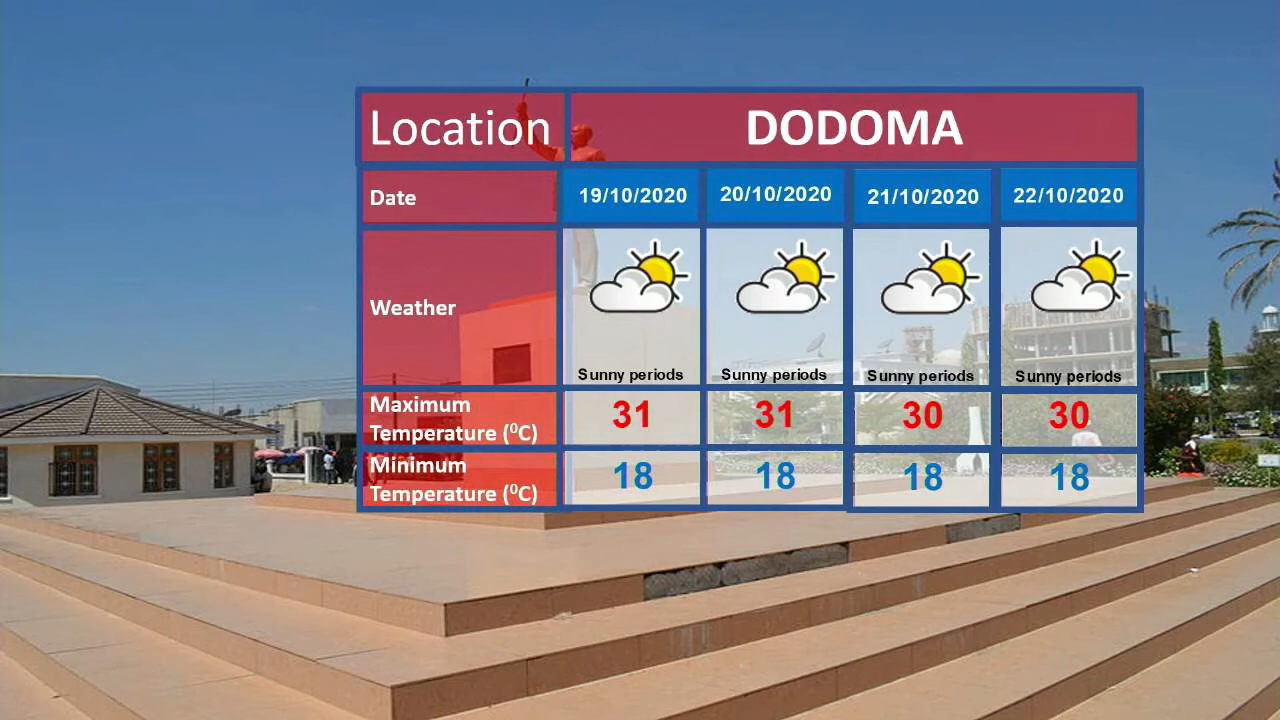 Location DODOMA
Date 19/10/2020 20/10/2020 21/10/2020 22/10/2020
Weather
Sunny periods Sunny periods Sunny periods Sunny periods
Maximum
Temperature (⁰C) 31 31 30 30
Minimum
Temperature (⁰C) 18 18 18 18